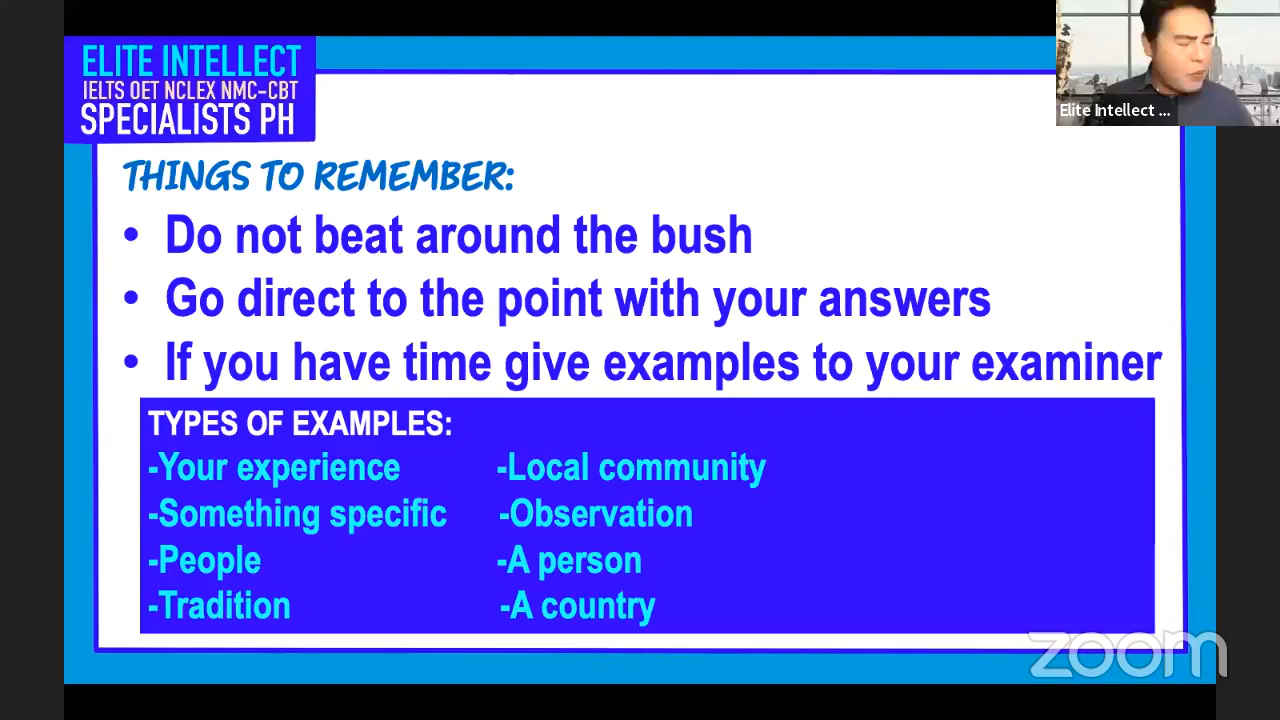 ELITE INTELLECT
IELTS OET NCLEX NMC-CBT
SPECIALISTS PH
Elite Intellect ...
THINGS TO REMEMBER:
• Do not beat around the bush
• Go direct to the point with your answers
• If you have time give examples to your examiner
TYPES OF EXAMPLES:
-Your experience -Local community
-Something specific -Observation
-People -A person
-Tradition -A country
zoom